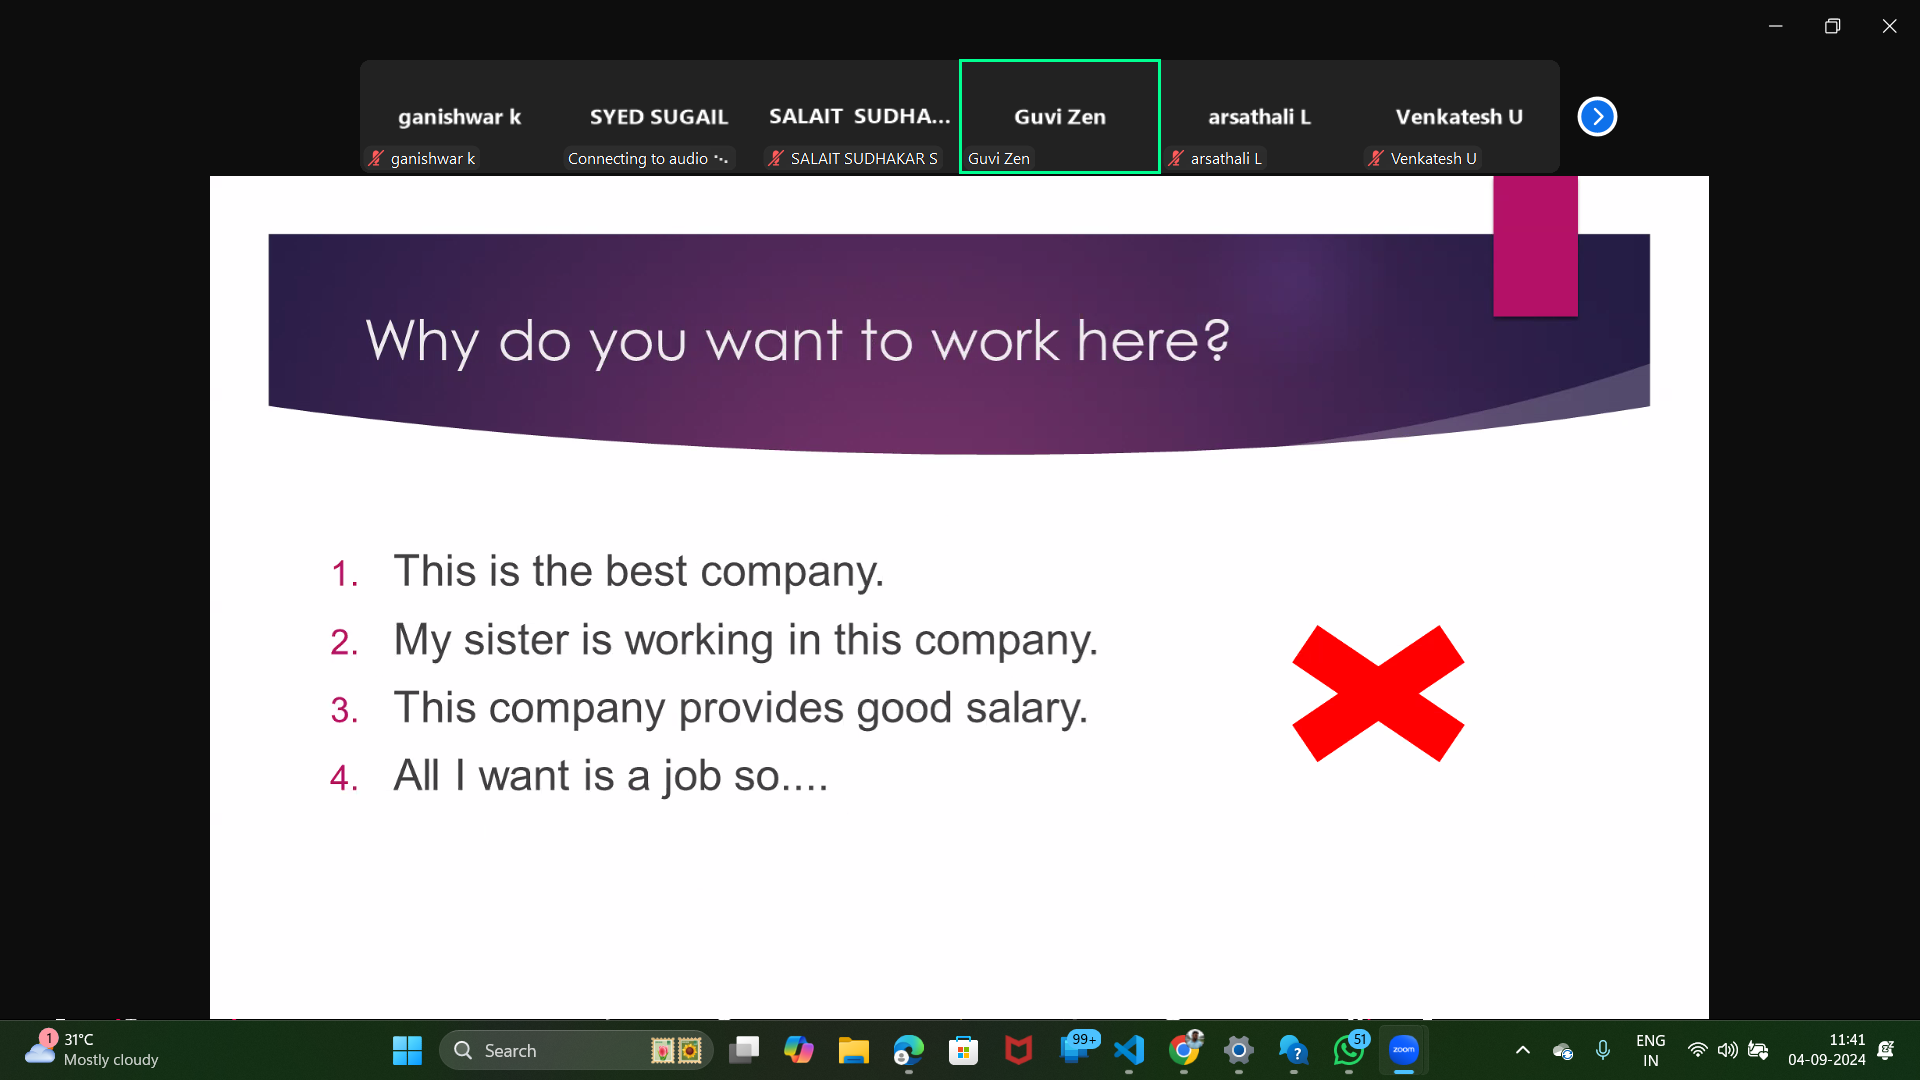 ganishwar k
SYED SUGAIL
SALAIT SUDHA...
Guvi Zen
arsathali L
Venkatesh U
ganishwar k
Connecting to audio
SALAIT SUDHAKAR S
Guvi Zen
arsathali L
Venkatesh U
Why do you want to work here?
1. This is the best company.
2. My sister is working in this company.
3. This company provides good salary.
4. All I want is a job so....
1
31°C
Mostly cloudy
Search
99+
51
zoom
ENG
IN
11:41
04-09-2024